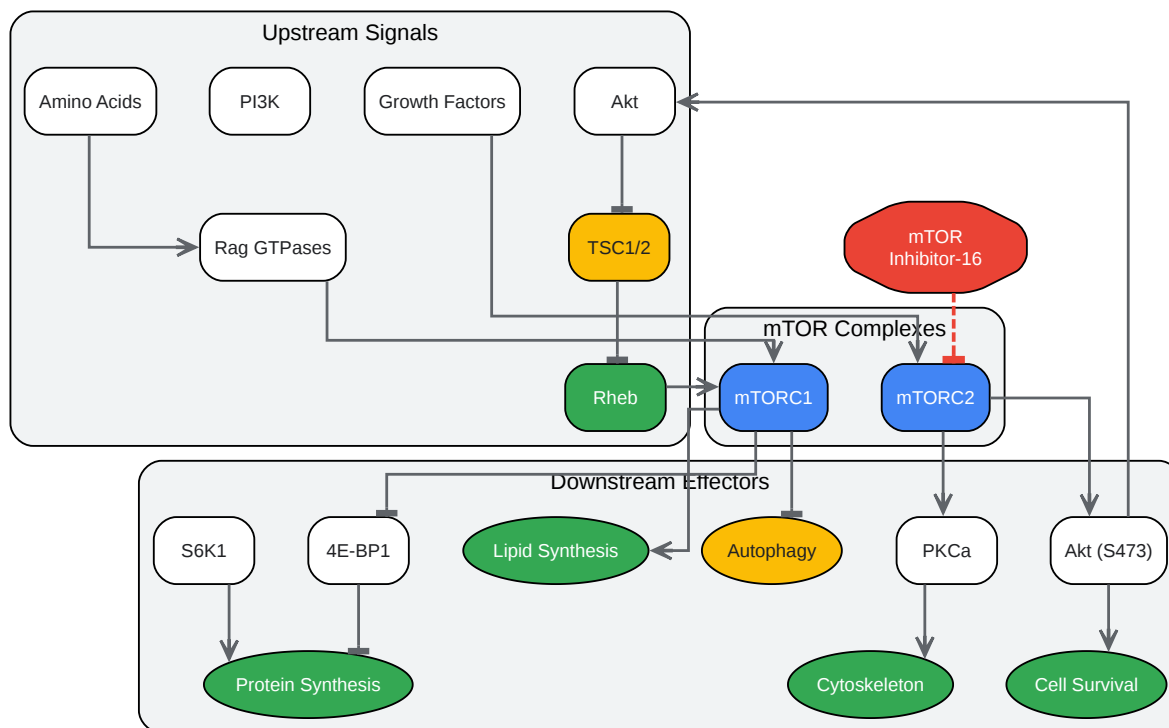 Upstream Signals
Amino Acids
PI3K
Growth Factors
Akt
Rag GTPases
TSC1/2
mTOR
Inhibitor-16
mTOR Complexes
Rheb
mTORC1
mTORC2
Downstream Effectors
S6K1
4E-BP1
Lipid Synthesis
Autophagy
PKCa
Akt (S473)
Protein Synthesis
Cytoskeleton
Cell Survival